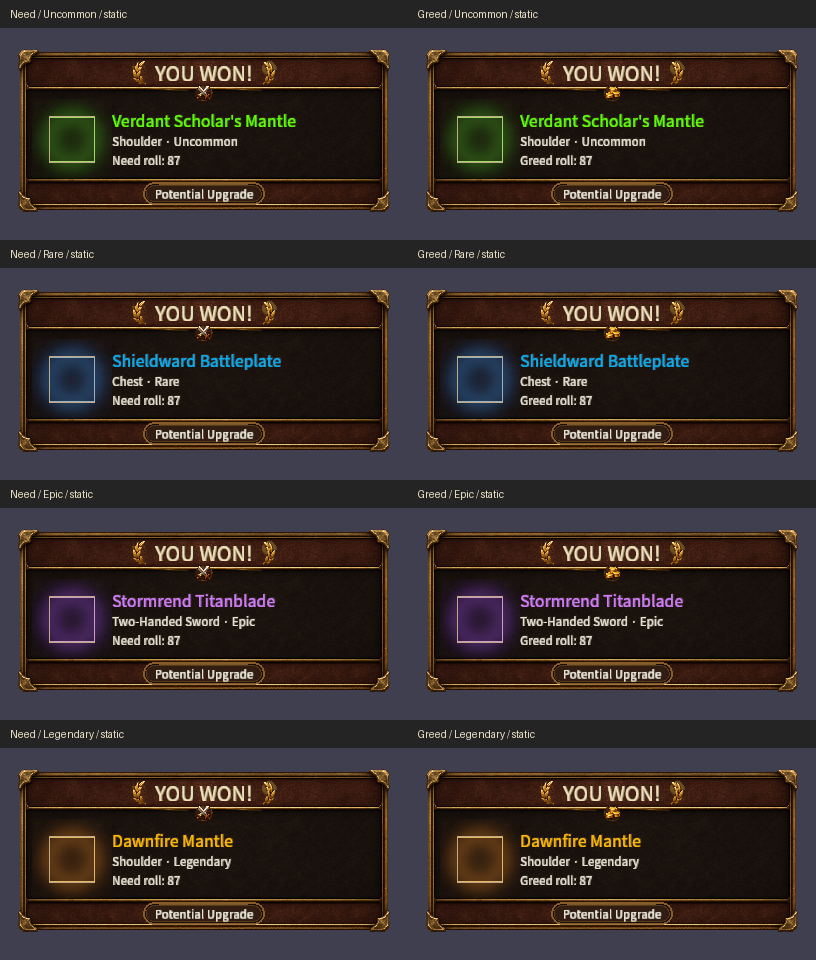 Need / Uncommon / static
Greed / Uncommon / static
YOU WON!
Verdant Scholar's Mantle
Shoulder · Uncommon
Need roll: 87
Potential Upgrade
YOU WON!
Verdant Scholar's Mantle
Shoulder · Uncommon
Greed roll: 87
Potential Upgrade
Need / Rare / static
Greed / Rare / static
YOU WON!
Shieldward Battleplate
Chest · Rare
Need roll: 87
Potential Upgrade
YOU WON!
Shieldward Battleplate
Chest · Rare
Greed roll: 87
Potential Upgrade
Need / Epic / static
Greed / Epic / static
YOU WON!
Stormrend Titanblade
Two-Handed Sword · Epic
Need roll: 87
Potential Upgrade
YOU WON!
Stormrend Titanblade
Two-Handed Sword · Epic
Greed roll: 87
Potential Upgrade
Need / Legendary / static
Greed / Legendary / static
YOU WON!
Dawnfire Mantle
Shoulder · Legendary
Need roll: 87
Potential Upgrade
YOU WON!
Dawnfire Mantle
Shoulder · Legendary
Greed roll: 87
Potential Upgrade